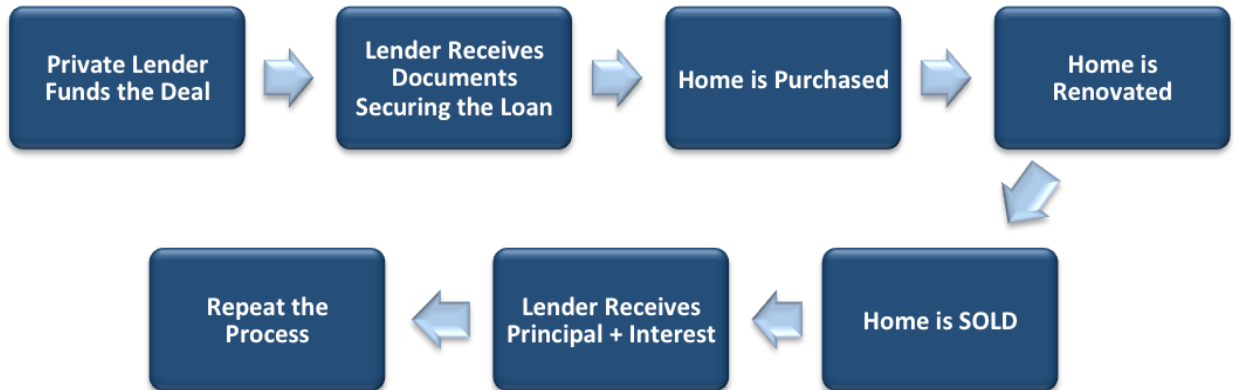 Private Lender
Funds the Deal
Lender Receives
Documents
Securing the Loan
Home is Purchased
Home is
Renovated
Home is SOLD
Lender Receives
Principal + Interest
Repeat the
Process